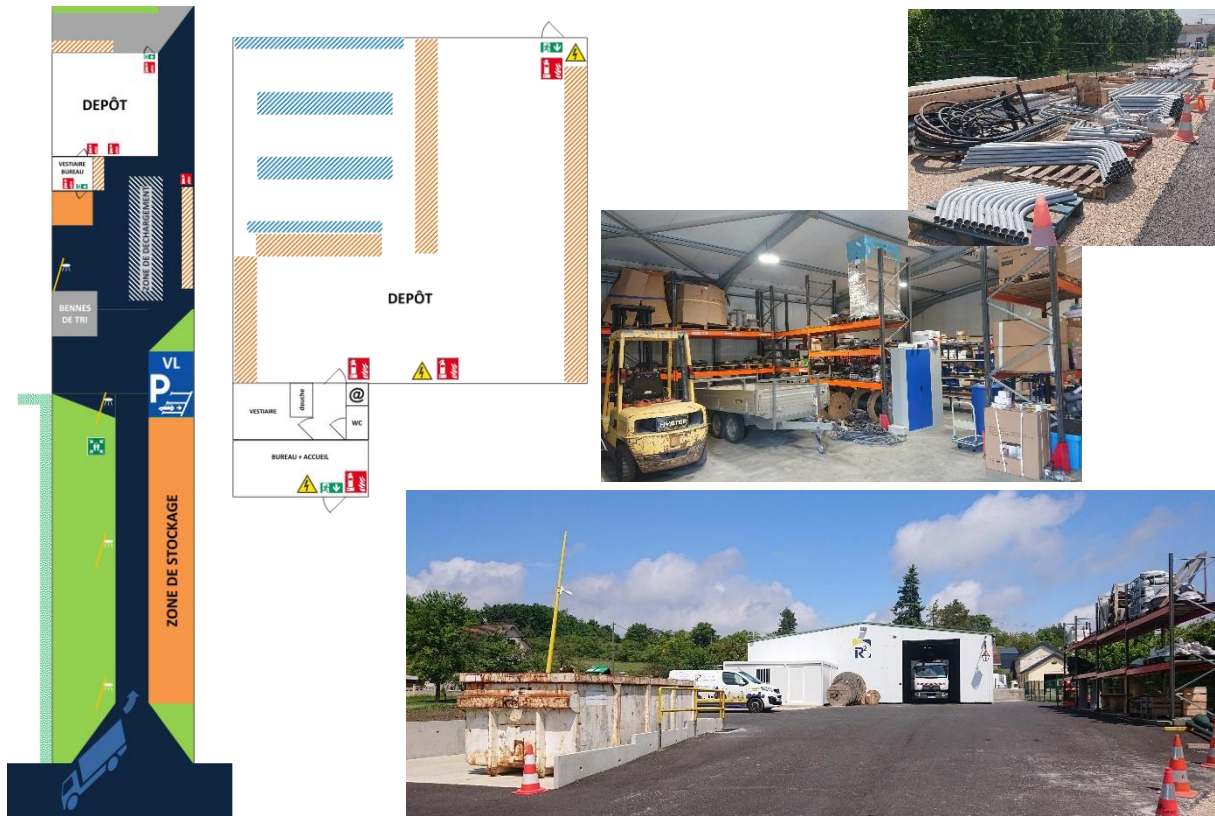 DEPÔT
VESTIAIRE
BUREAU
ZONE DE DECHARGEMENT
BENNES
DE TRI
VL
P
ZONE DE STOCKAGE
DEPÔT
VESTIAIRE
douche
@
WC
BUREAU + ACCUEIL
HYSTER
R2